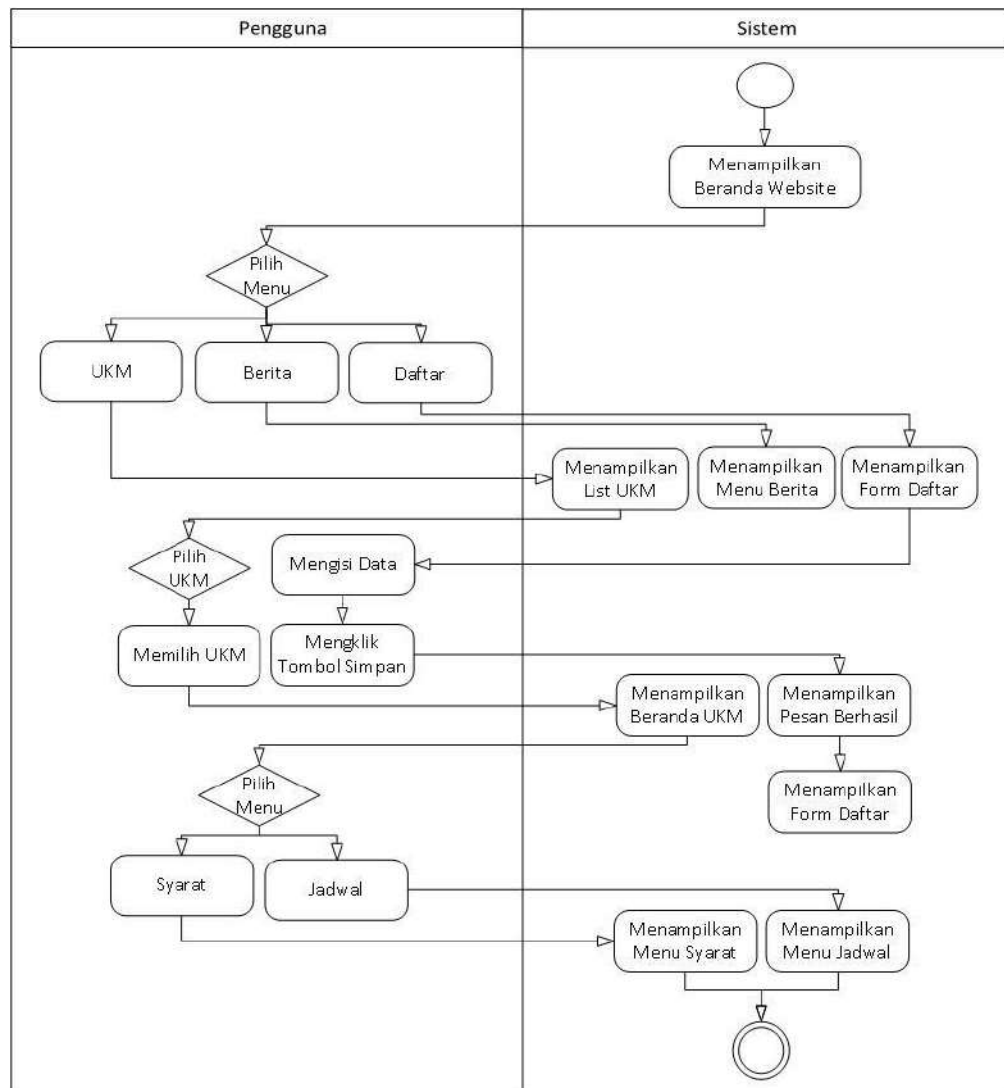 Pengguna
Sistem
Menampilkan
Beranda Website
Pilih
Menu
UKM
Berita
Daftar
Menampilkan
List UKM
Menampilkan
Menu Berita
Menampilkan
Form Daftar
Pilih
UKM
Mengisi Data
Memilih UKM
Mengklik
Tombol Simpan
Menampilkan
Beranda UKM
Menampilkan
Pesan Berhasil
Pilih
Menu
Menampilkan
Form Daftar
Syarat
Jadwal
Menampilkan
Menu Syarat
Menampilkan
Menu Jadwal